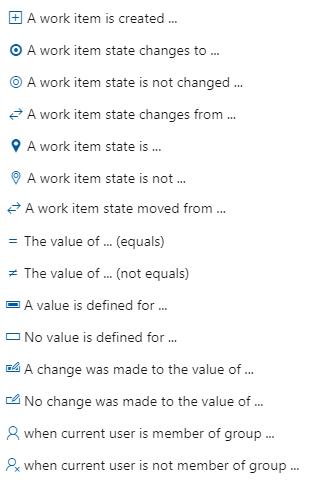 A work item is created ...
A work item state changes to ...
A work item state is not changed ...
A work item state changes from ...
A work item state is ...
A work item state is not ...
A work item state moved from ...
The value of ... (equals)
The value of ... (not equals)
A value is defined for ...
No value is defined for ...
A change was made to the value of ...
No change was made to the value of ...
when current user is member of group ...
when current user is not member of group ...